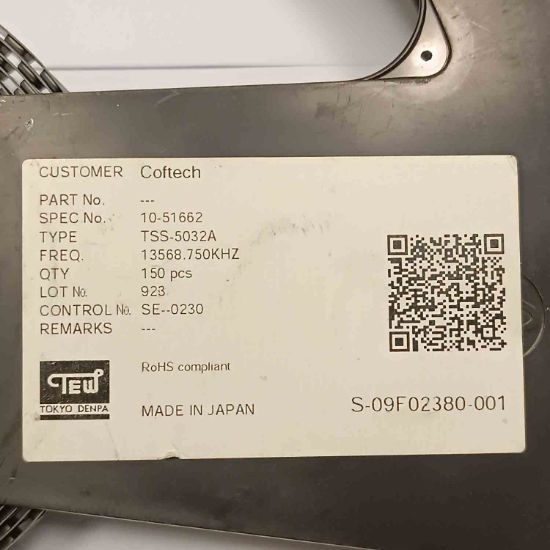 CUSTOMER Coftech
PART No. ---
SPEC No. 10-51662
TYPE TSS-5032A
FREQ. 13568.750KHZ
QTY 150 pcs
LOT No. 923
CONTROL No. SE--0230
REMARKS ---
RoHS compliant
TEW
TOKYO DENPA
MADE IN JAPAN
S-09F02380-001